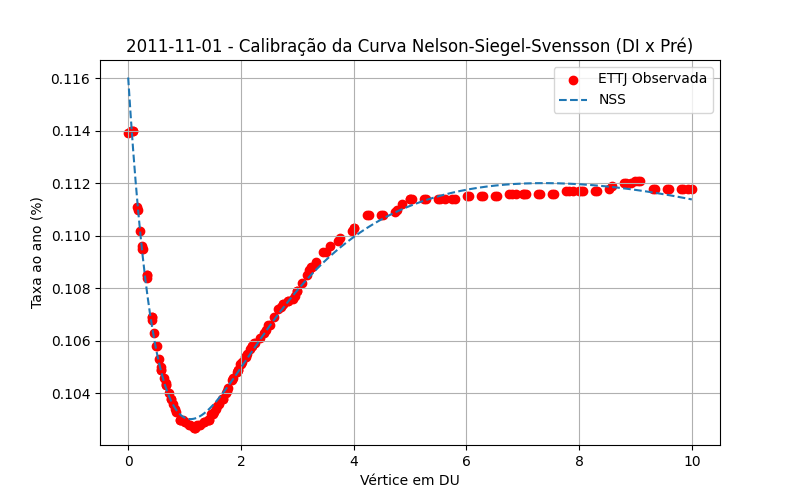 2011-11-01 - Calibração da Curva Nelson-Siegel-Svensson (DI x Pré)
ETTJ Observada
NSS
Taxa ao ano (%)
0.116
0.114
0.112
0.110
0.108
0.106
0.104
0 2 4 6 8 10
Vértice em DU